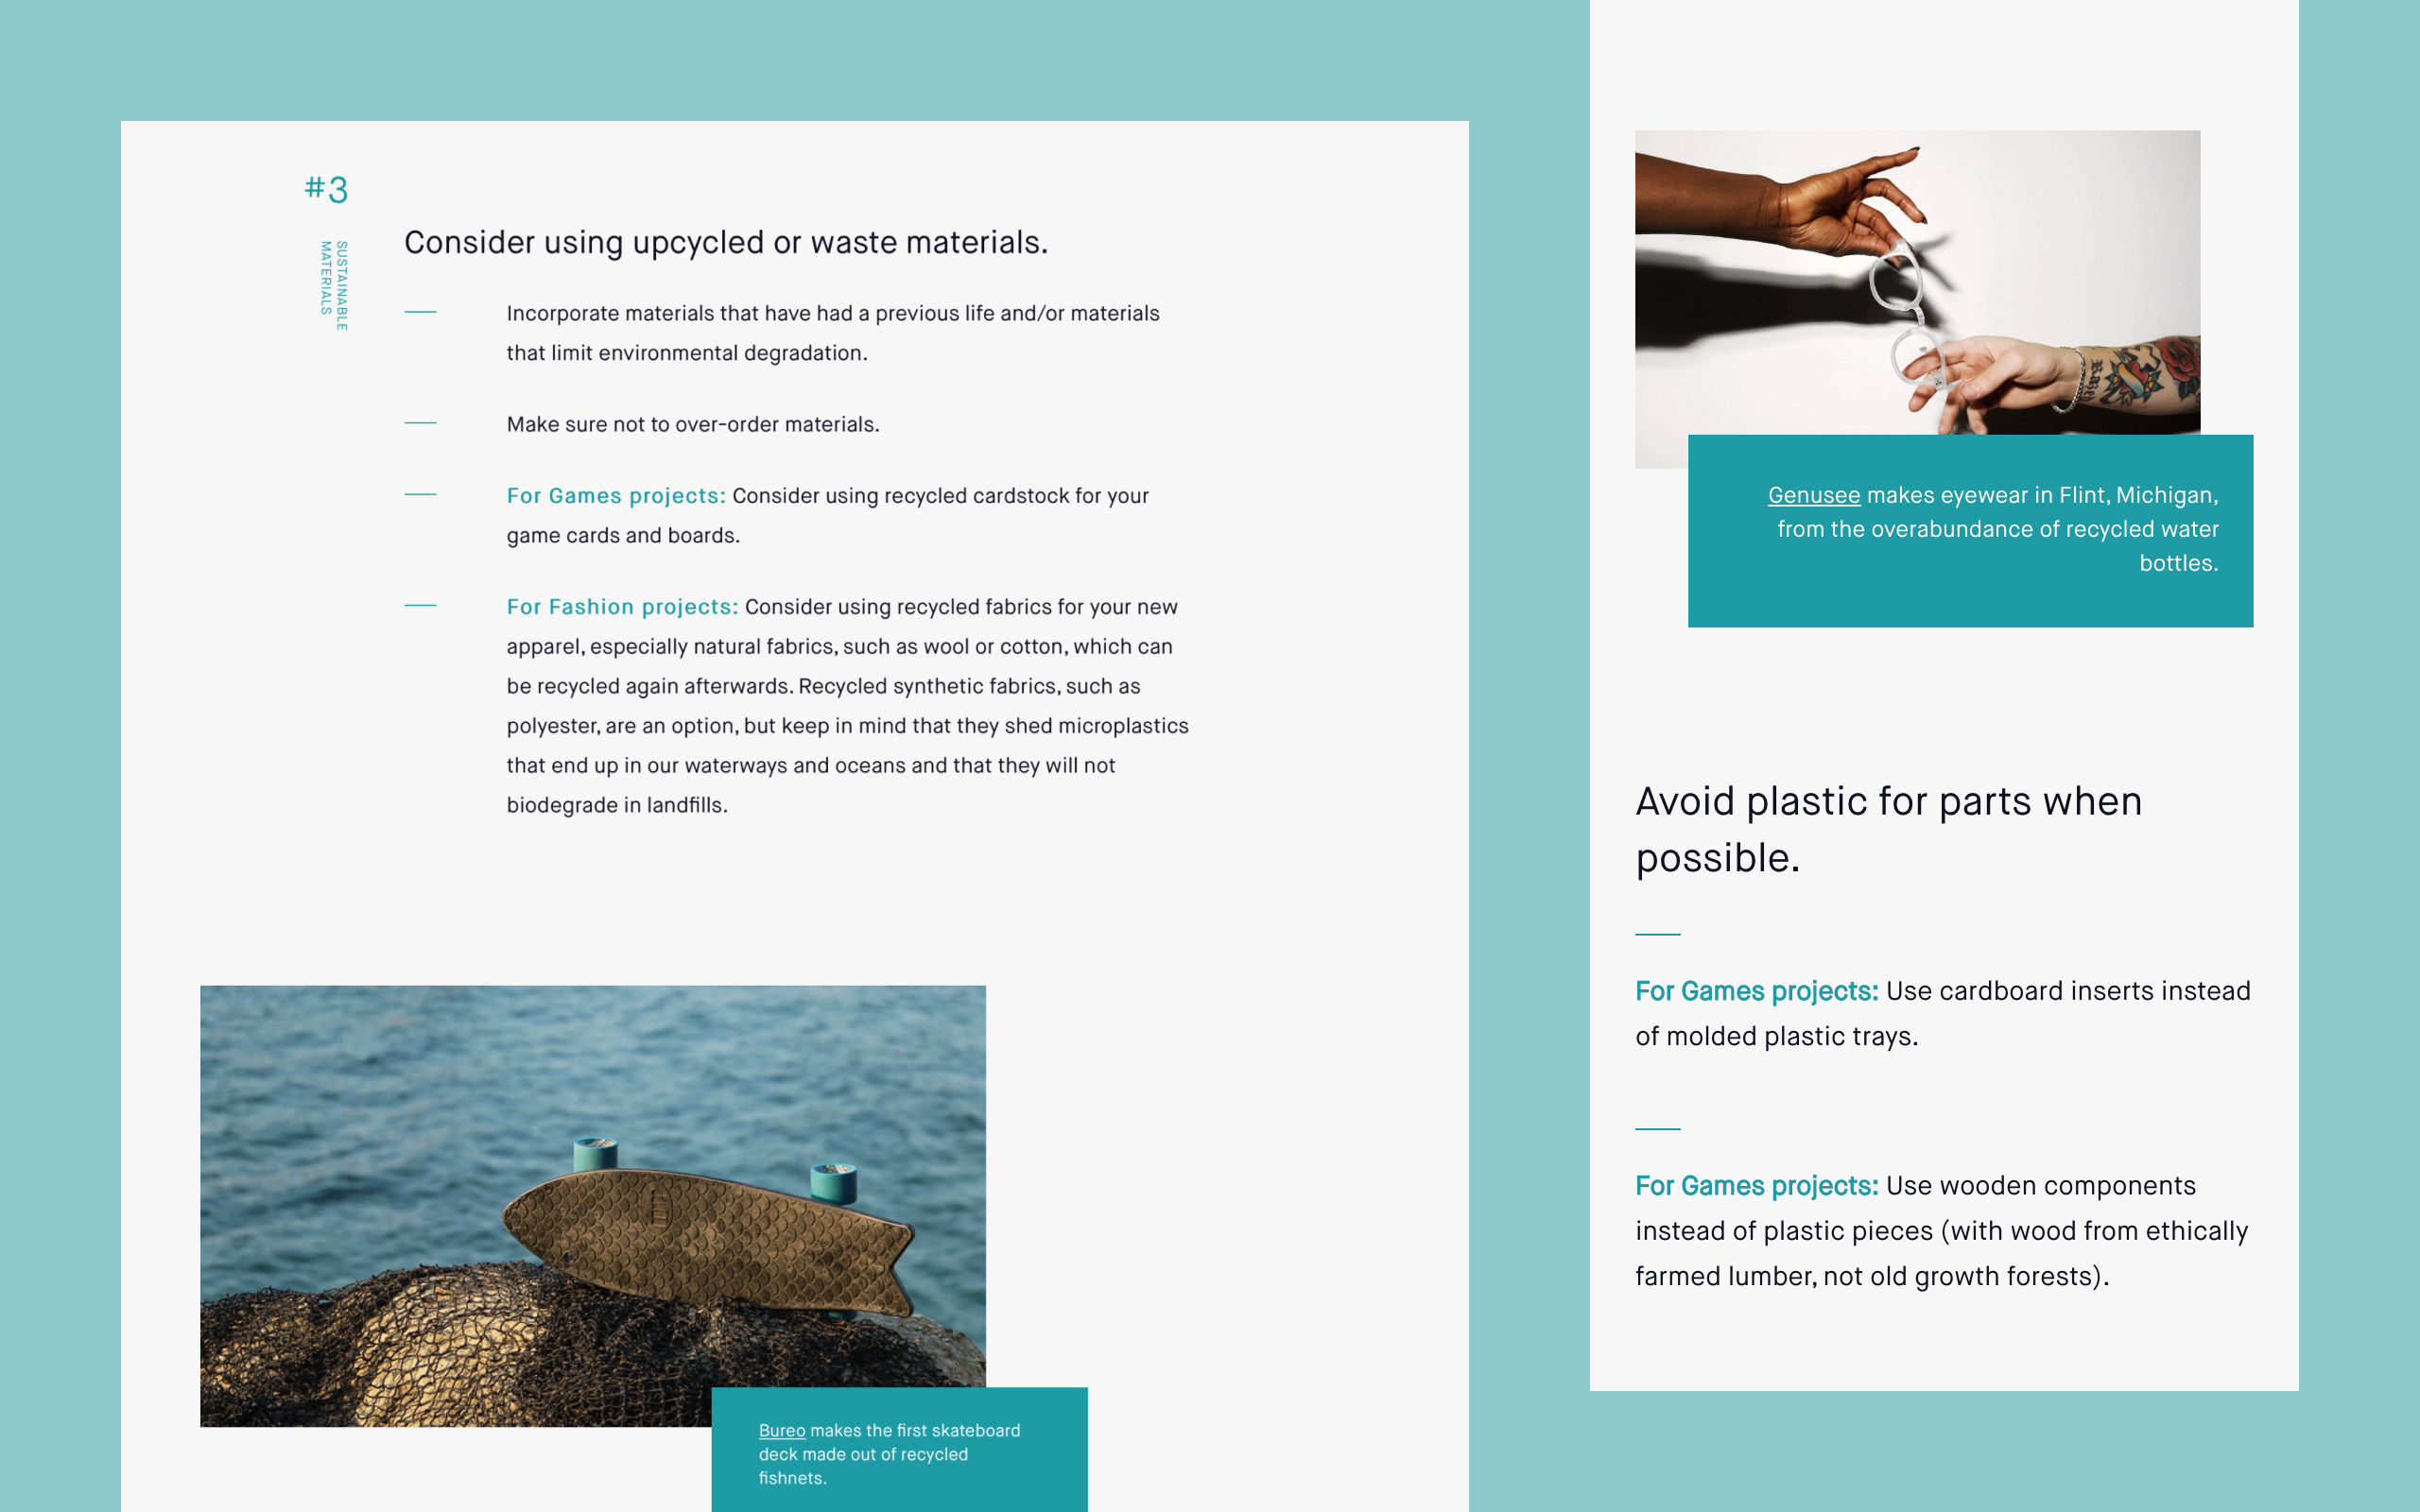 #3
SUSTAINABLE
MATERIALS
Consider using upcycled or waste materials.
Incorporate materials that have had a previous life and/or materials
that limit environmental degradation.
Make sure not to over-order materials.
For Games projects: Consider using recycled cardstock for your
game cards and boards.
For Fashion projects: Consider using recycled fabrics for your new
apparel, especially natural fabrics, such as wool or cotton, which can
be recycled again afterwards. Recycled synthetic fabrics, such as
polyester, are an option, but keep in mind that they shed microplastics
that end up in our waterways and oceans and that they will not
biodegrade in landfills.
Bureo makes the first skateboard
deck made out of recycled
fishnets.
Genusee makes eyewear in Flint, Michigan,
from the overabundance of recycled water
bottles.
Avoid plastic for parts when
possible.
For Games projects: Use cardboard inserts instead
of molded plastic trays.
For Games projects: Use wooden components
instead of plastic pieces (with wood from ethically
farmed lumber, not old growth forests).